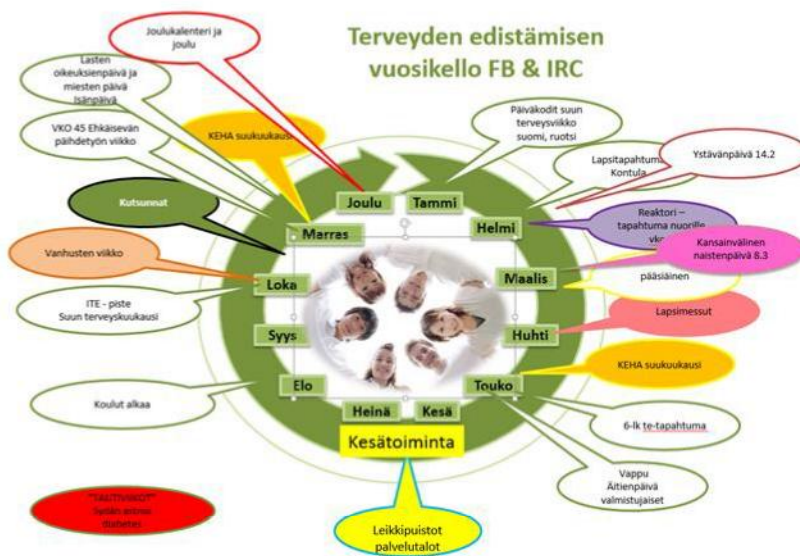 Terveyden edistämisen
vuosikello FB & IRC
Joulukalenteri ja
joulu
Lasten
oikeuksienpäivä ja
miesten päivä
Isänpäivä
VKO 45 Ehkäisevän
päihdetyön viikko
KEHA suukuukausi
Kutsunnat
Vanhusten viikko
ITE - piste
Suun terveyskuukausi
Koulut alkaa
"TAUTIVIIKOT"
Sydän
diabetes
Päiväkodit suun
terveysviikko
suomi, ruotsi
Lapsitapahtuma
Kontula
Ystävänpäivä 14.2
Reaktori –
tapahtuma nuorille
Kansainvälinen
naistenpäivä 8.3
pääsiäinen
Lapsimessut
KEHA suukuukausi
6-lk te-tapahtuma
Vappu
Äitienpäivä
valmistujaiset
Joulu
Tammi
Helmi
Maalis
Huhti
Touko
Kesä
Heinä
Elo
Syys
Loka
Marras
Kesätoiminta
Leikkipuistot
palvelutalot